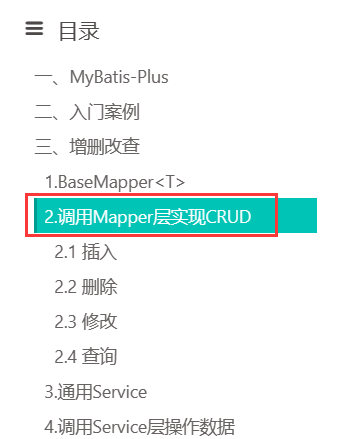 目录
一、MyBatis-Plus
二、入门案例
三、增删改查
1.BaseMapper<T>
2.调用Mapper层实现CRUD
2.1 插入
2.2 删除
2.3 修改
2.4 查询
3.通用Service
4.调用Service层操作数据